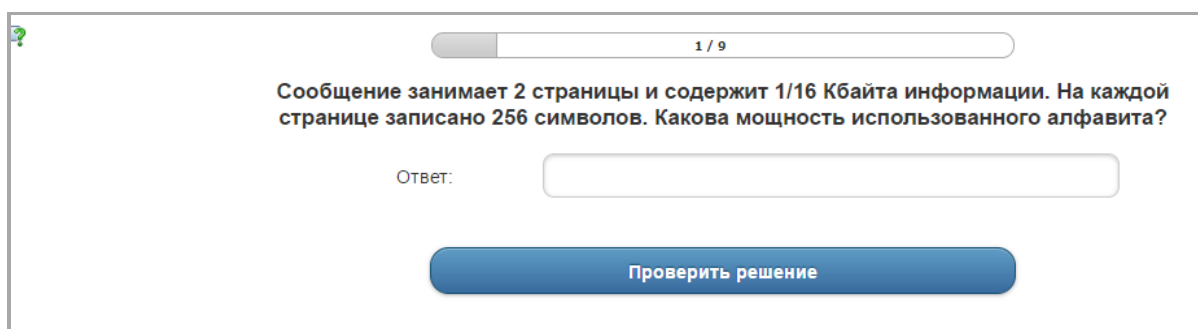 1 / 9
Сообщение занимает 2 страницы и содержит 1/16 Кбайта информации. На каждой
странице записано 256 символов. Какова мощность использованного алфавита?
Ответ:
Проверить решение